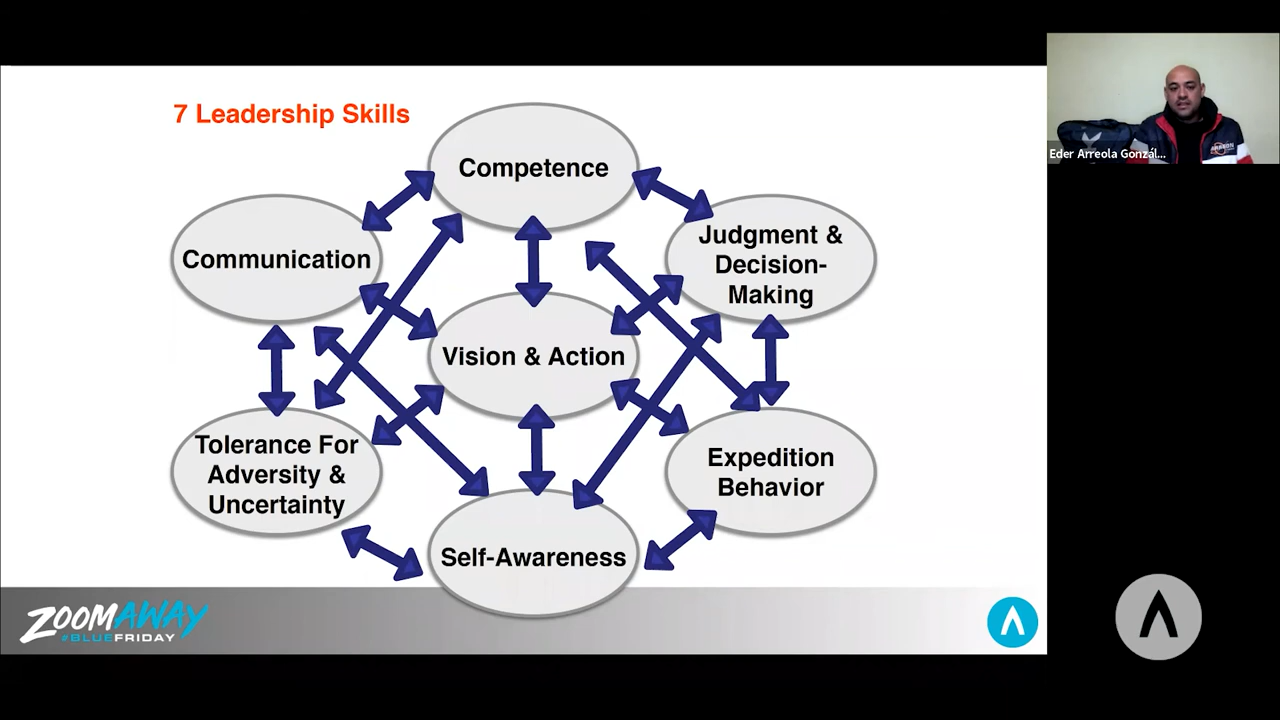 7 Leadership Skills
Competence
Communication
Judgment &
Decision-
Making
Vision & Action
Tolerance For
Adversity &
Uncertainty
Expedition
Behavior
Self-Awareness
ZOOMAWAY
#BLUEFRIDAY
Eder Arreola Gonzál...